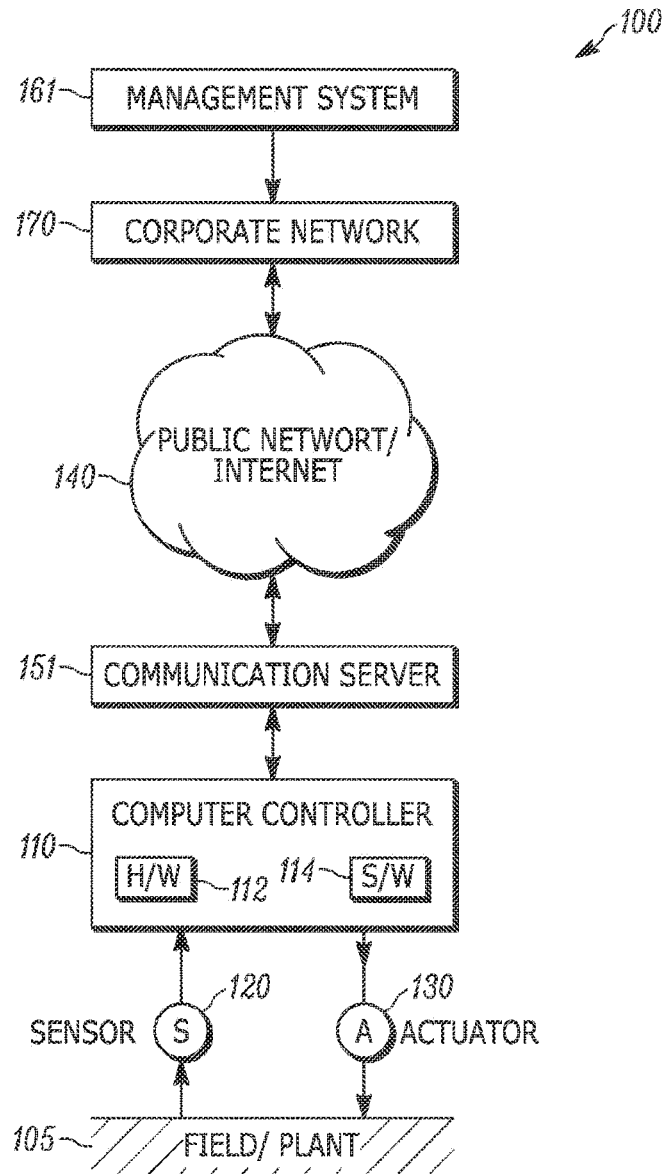 100
161 MANAGEMENT SYSTEM
170 CORPORATE NETWORK
PUBLIC NETWORT/
INTERNET
140
151 COMMUNICATION SERVER
COMPUTER CONTROLLER
110
H/W 112 114 S/W
120 130
SENSOR S A ACTUATOR
105 FIELD/ PLANT